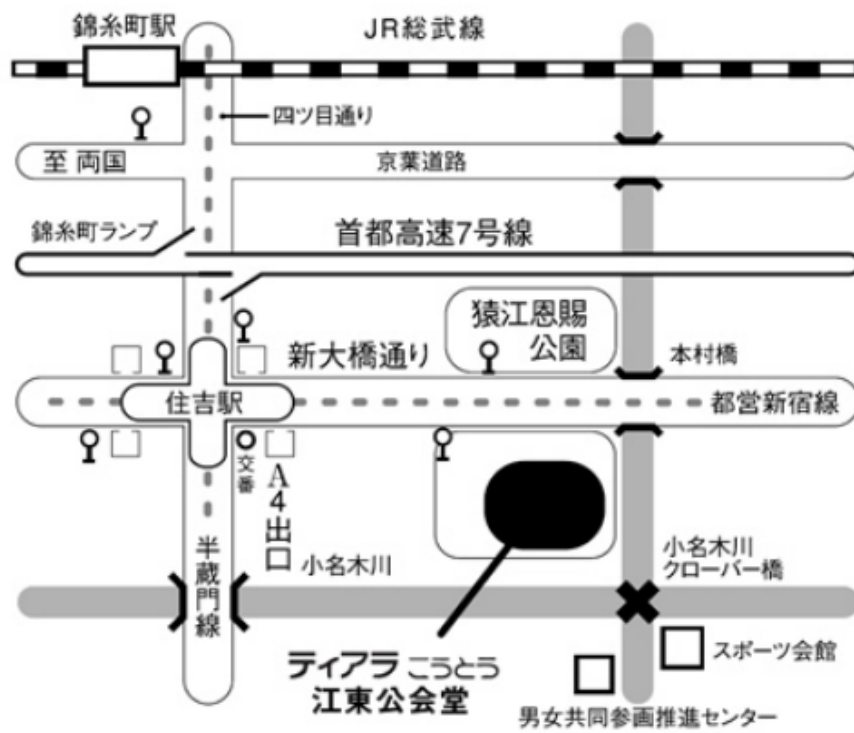 錦糸町駅
JR総武線
四ツ目通り
至 両国
京葉道路
錦糸町ランプ
首都高速7号線
猿江恩賜
公園
新大橋通り
本村橋
住吉駅
都営新宿線
交番
A4出口
半蔵門線
小名木川
小名木川
クローバー橋
ティアラこうとう
江東公会堂
スポーツ会館
男女共同参画推進センター